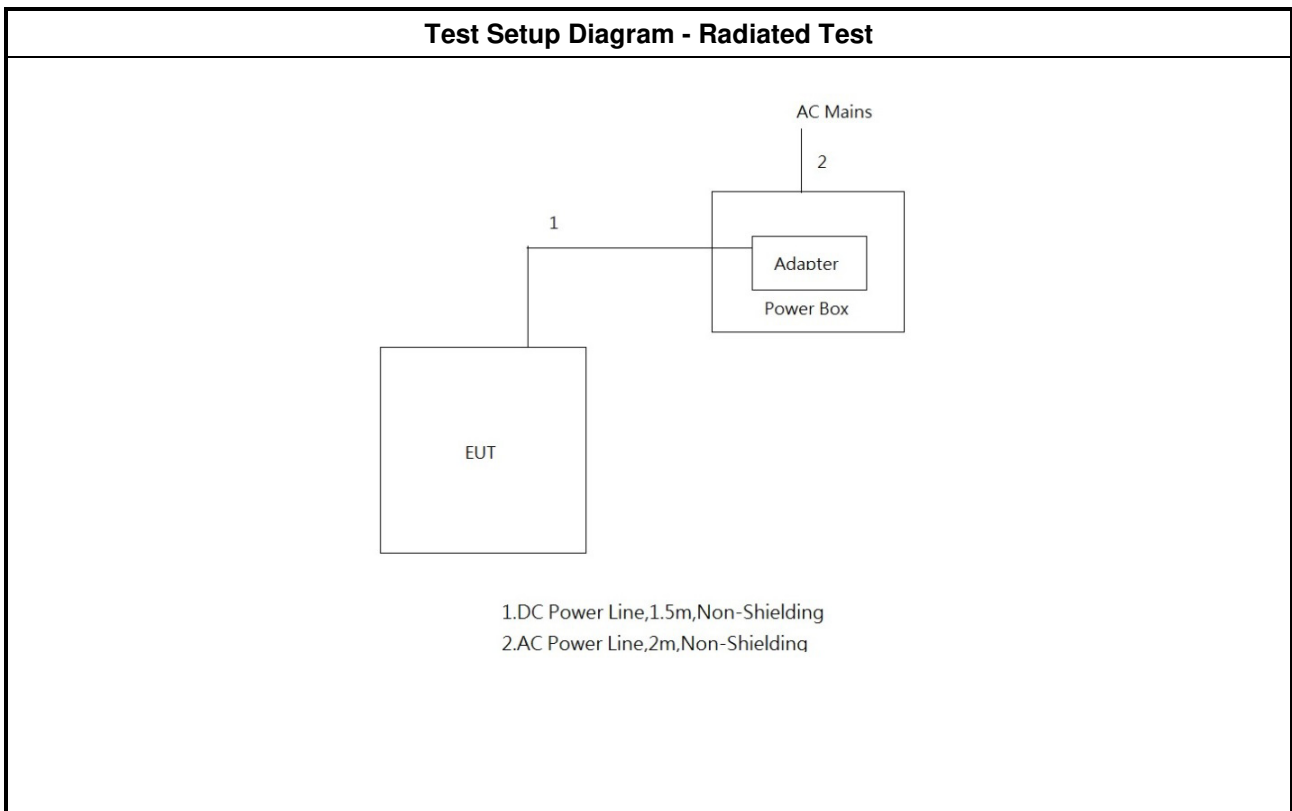 Test Setup Diagram - Radiated Test
AC Mains
2
1
Adapter
Power Box
EUT
1.DC Power Line,1.5m,Non-Shielding
2.AC Power Line,2m,Non-Shielding